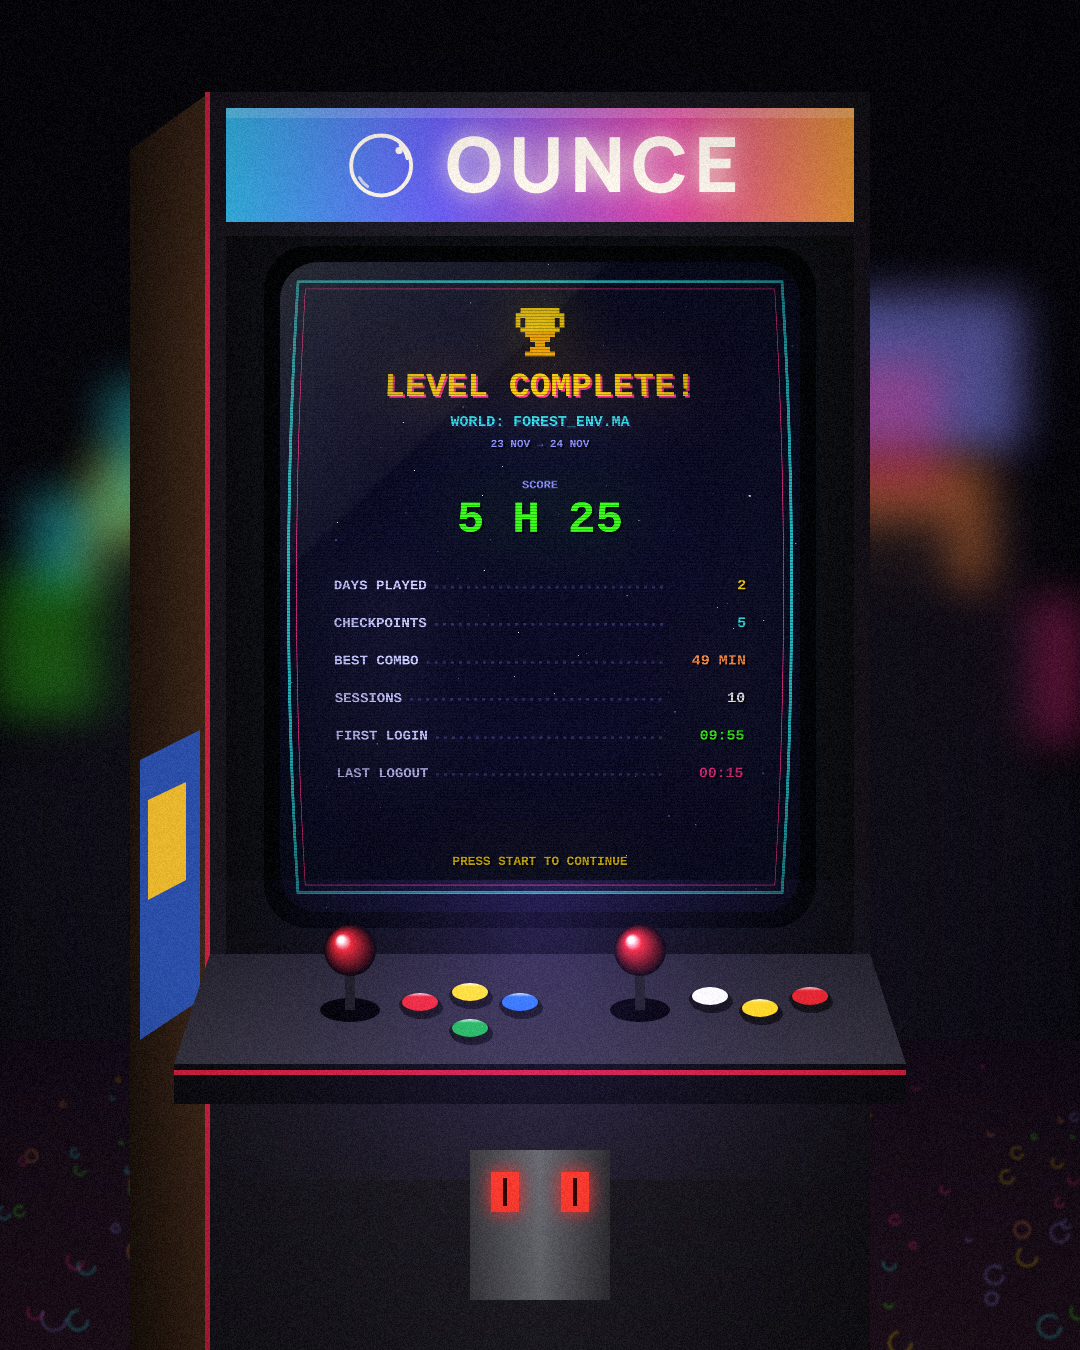 OUNCE
LEVEL COMPLETE!
WORLD: FOREST_ENV.MA
23 NOV → 24 NOV
SCORE
5 H 25
DAYS PLAYED 2
CHECKPOINTS 5
BEST COMBO 49 MIN
SESSIONS 10
FIRST LOGIN 09:55
LAST LOGOUT 00:15
PRESS START TO CONTINUE